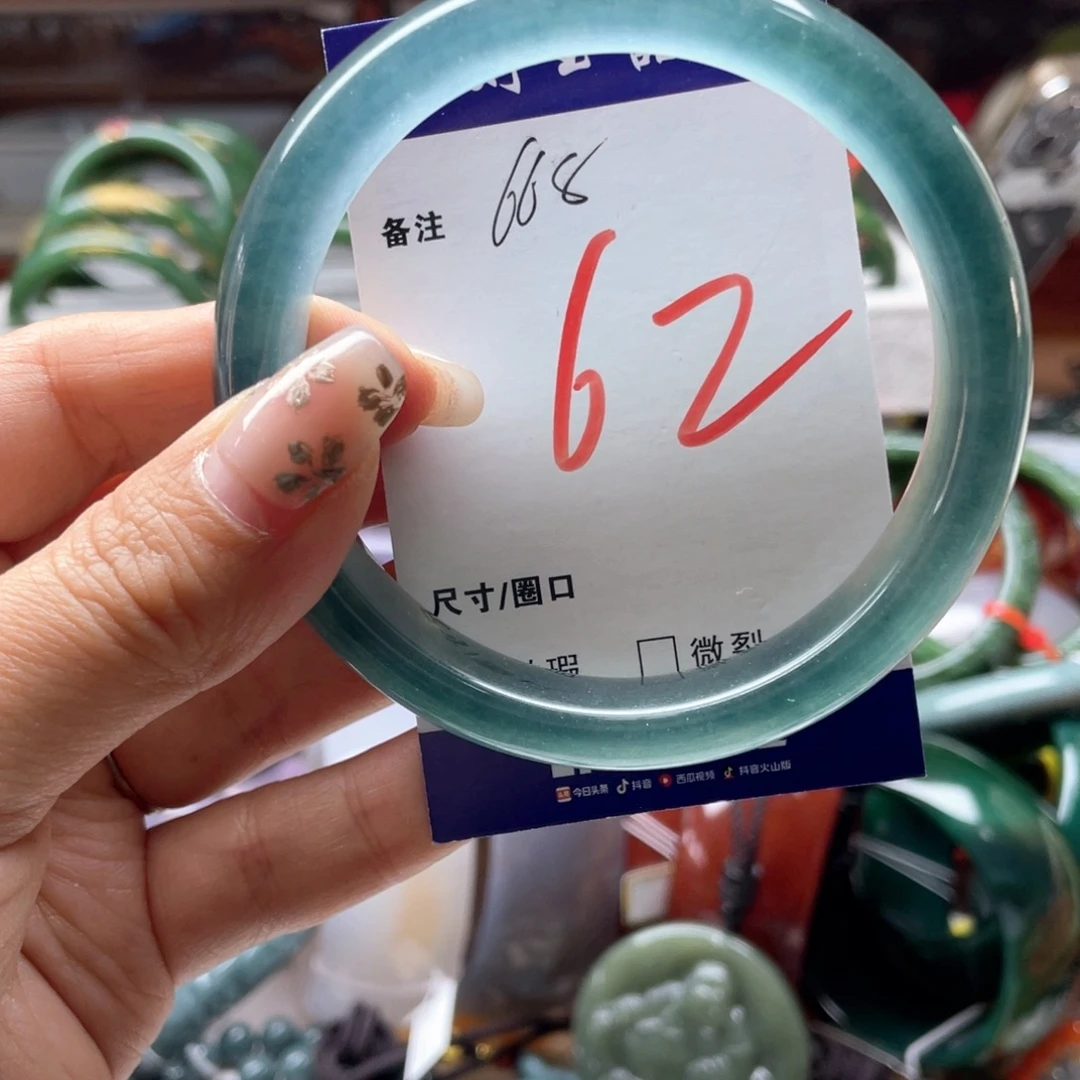 备注 668
62
尺寸/圈口
瑕 微裂
今日头条 抖音 西瓜视频 抖音火山版